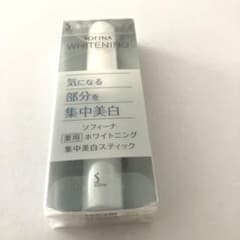 SOFINA
WHITENING
気になる
部分を
集中美白
ソフィーナ
薬用 ホワイトニング
集中美白スティック
S